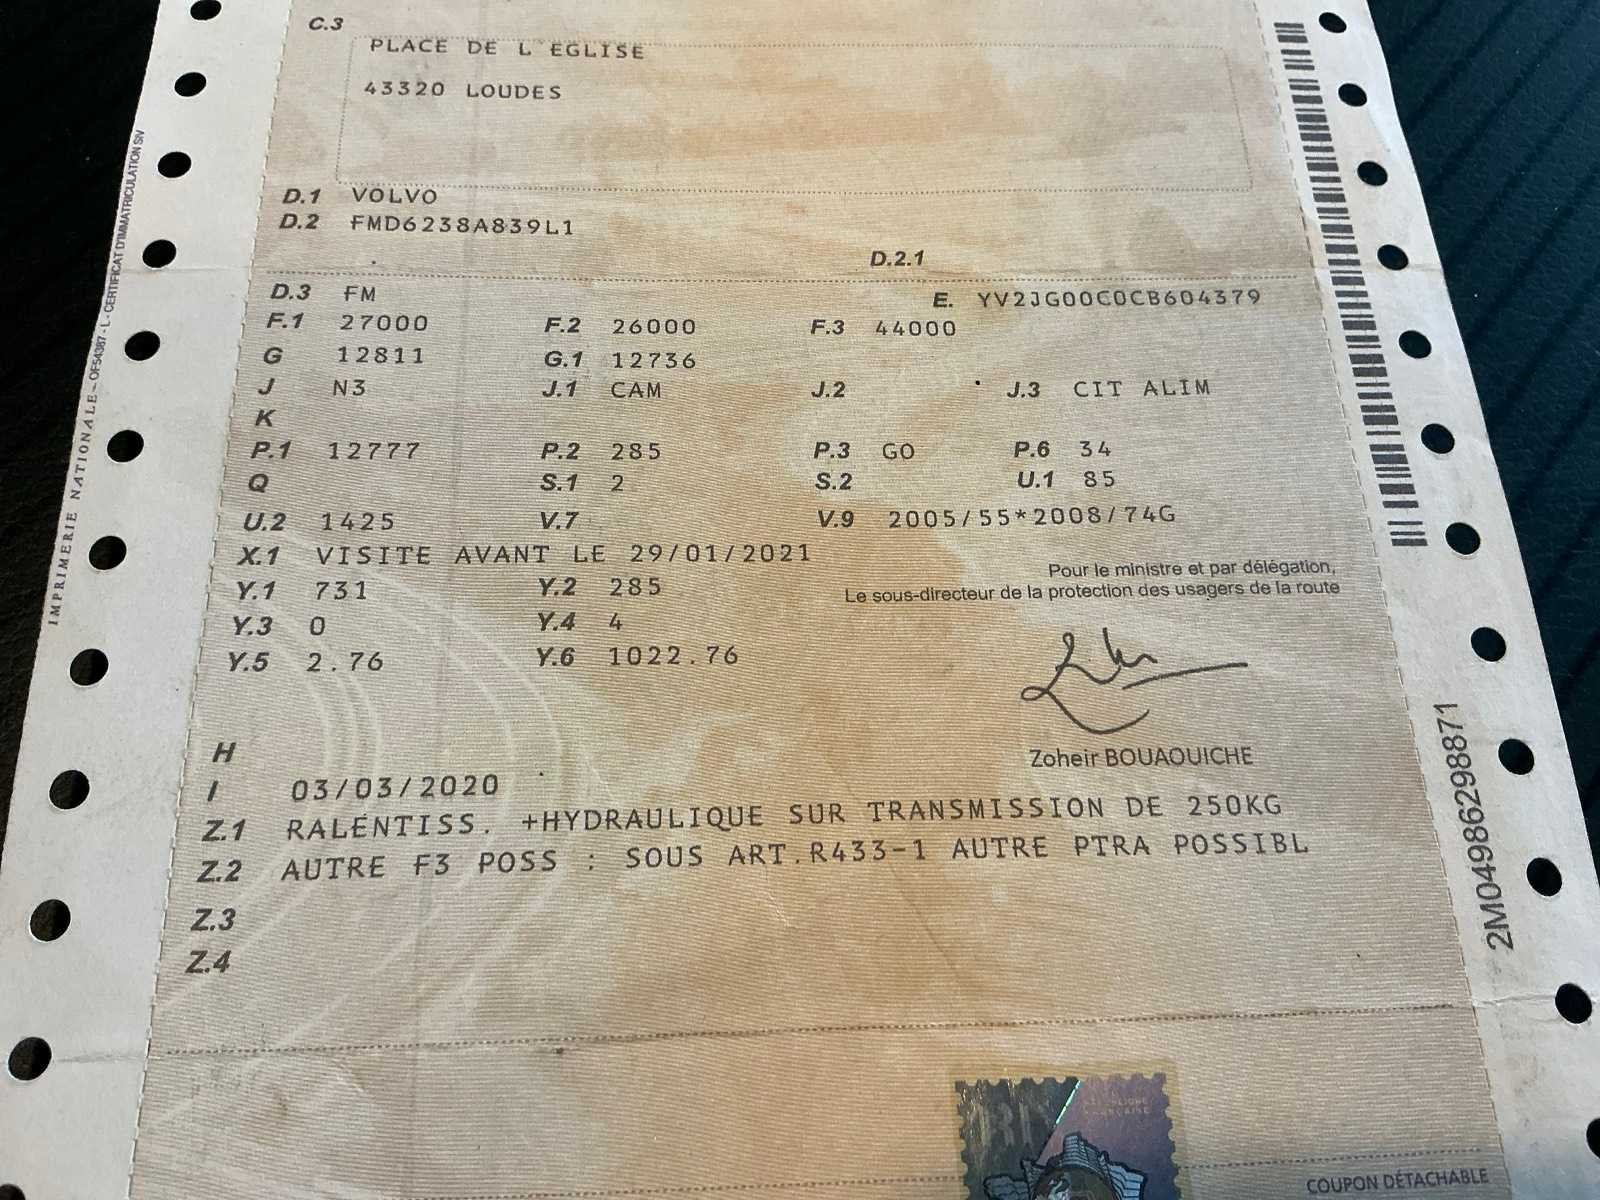 C.3
PLACE DE L EGLISE
43320 LOUDES
D.1 VOLVO
D.2 FMD6238A839L1
D.2.1
D.3 FM E. YV2JG00C0CB604379
F.1 27000 F.2 26000 F.3 44000
G 12811 G.1 12736
J N3 J.1 CAM J.2 J.3 CIT ALIM
K
P.1 12777 P.2 285 P.3 GO P.6 34
Q S.1 2 S.2 U.1 85
U.2 1425 V.7 V.9 2005/55*2008/74G
X.1 VISITE AVANT LE 29/01/2021
Pour le ministre et par délégation,
Y.1 731 Y.2 285 Le sous-directeur de la protection des usagers de la route
Y.3 0 Y.4 4
Y.5 2.76 Y.6 1022.76
Zoheir BOUAOUICHE
H
I 03/03/2020
Z.1 RALENTISS. +HYDRAULIQUE SUR TRANSMISSION DE 250KG
Z.2 AUTRE F3 POSS : SOUS ART.R433-1 AUTRE PTRA POSSIBL
Z.3
Z.4
COUPON DÉTACHABLE
IMPRIMERIE NATIONALE – OF54387 - L - CERTIFICAT D'IMMATRICULATION SIV
2M04986298871
RÉPUBLIQUE
FRANÇAISE